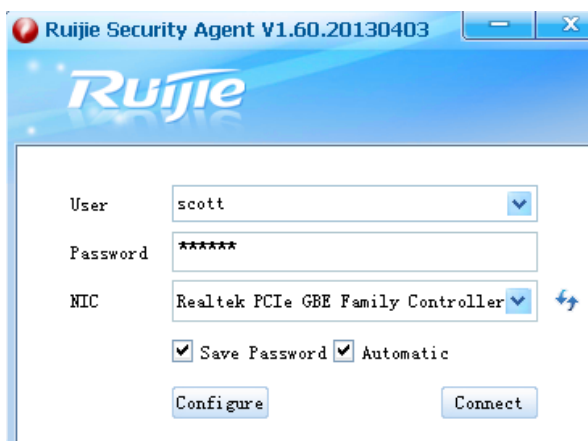 Ruijie Security Agent V1.60.20130403
Ruijie
User scott
Password ******
NIC Realtek PCIe GBE Family Controller
Save Password Automatic
Configure Connect